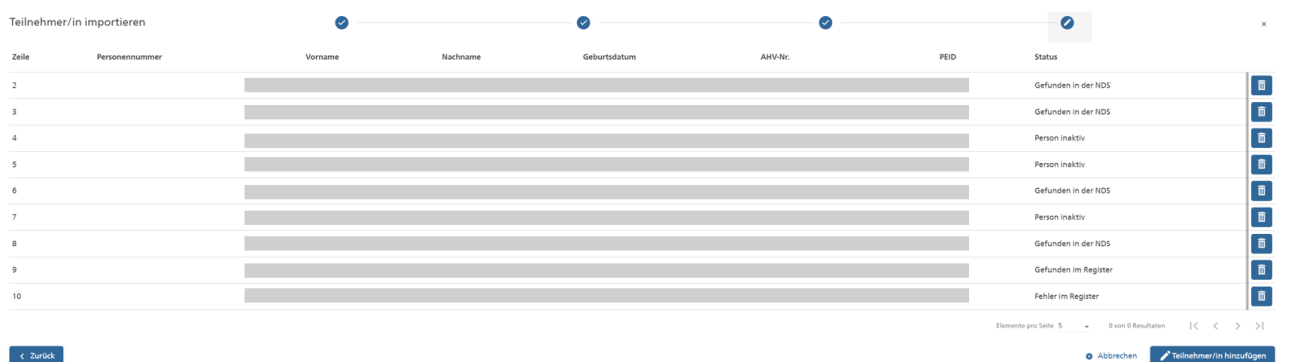 Teilnehmer/in importieren
Zeile Personennummer Vorname Nachname Geburtsdatum AHV-Nr. PEID Status
2 Gefunden in der NDS
3 Gefunden in der NDS
4 Person inaktiv
5 Person inaktiv
6 Gefunden in der NDS
7 Person inaktiv
8 Gefunden in der NDS
9 Gefunden im Register
10 Fehler im Register
Elemente pro Seite 5 0 von 0 Resultaten
Zurück Abbrechen Teilnehmer/in hinzufügen